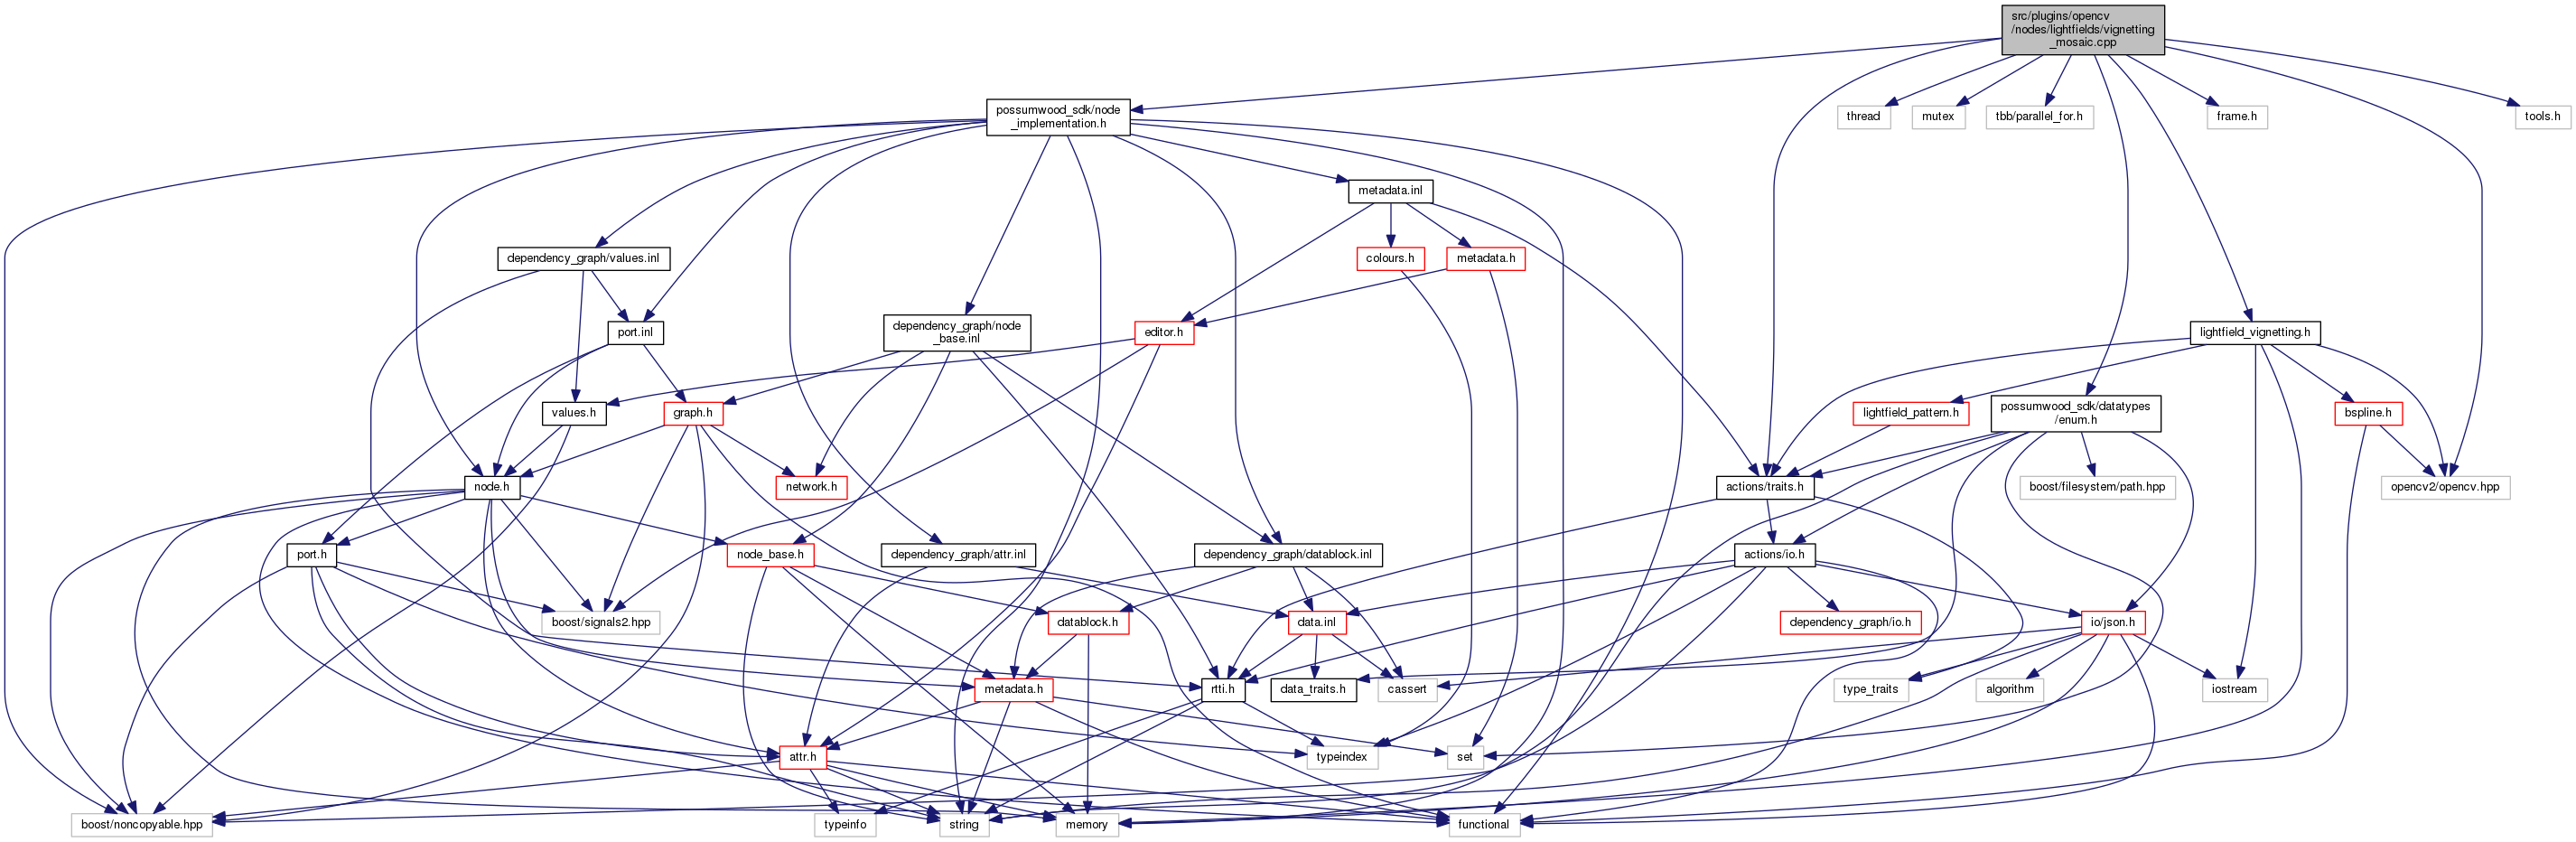 src/plugins/opencv
/nodes/lightfields/vignetting
_mosaic.cpp
possumwood_sdk/node
_implementation.h
thread
mutex
tbb/parallel_for.h
frame.h
tools.h
metadata.inl
dependency_graph/values.inl
colours.h
metadata.h
port.inl
dependency_graph/node
_base.inl
editor.h
lightfield_vignetting.h
values.h
graph.h
lightfield_pattern.h
possumwood_sdk/datatypes
/enum.h
bspline.h
node.h
network.h
actions/traits.h
boost/filesystem/path.hpp
opencv2/opencv.hpp
port.h
node_base.h
dependency_graph/attr.inl
dependency_graph/datablock.inl
actions/io.h
boost/signals2.hpp
datablock.h
data.inl
dependency_graph/io.h
io/json.h
metadata.h
rtti.h
data_traits.h
cassert
type_traits
algorithm
iostream
attr.h
typeindex
set
boost/noncopyable.hpp
typeinfo
string
memory
functional